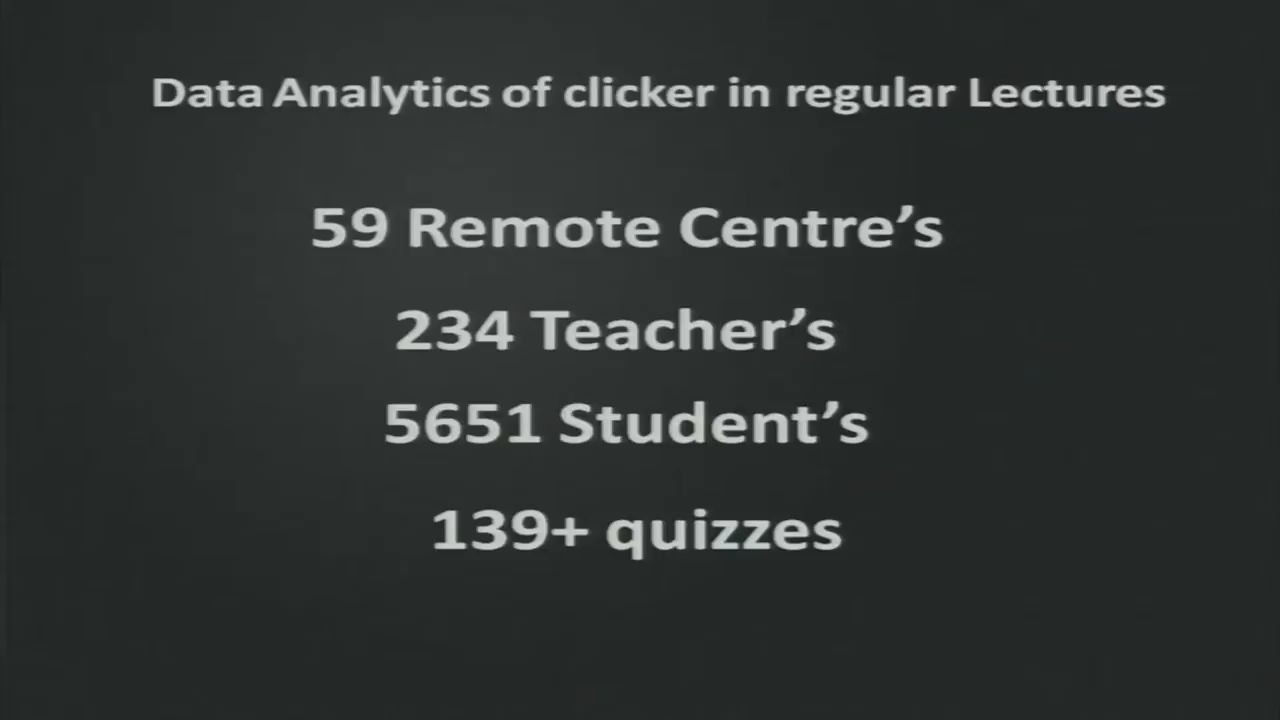 Data Analytics of clicker in regular Lectures
59 Remote Centre’s
234 Teacher’s
5651 Student’s
139+ quizzes